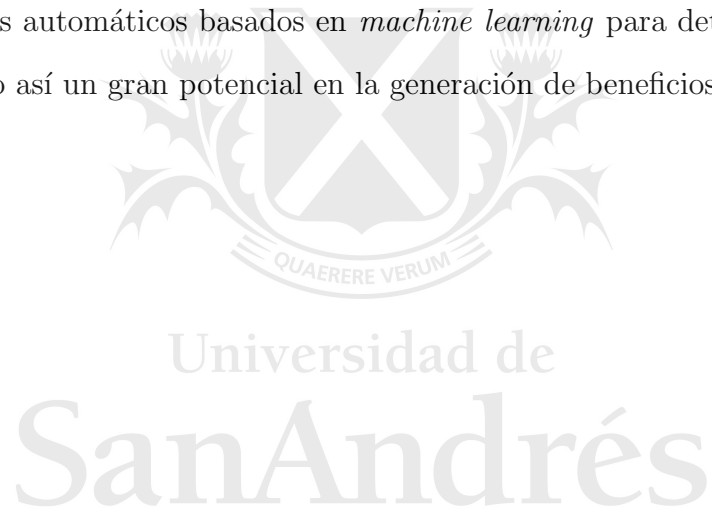 s automáticos basados en machine learning para det
o así un gran potencial en la generación de beneficios
QUAERERE VERUM
Universidad de
SanAndrés